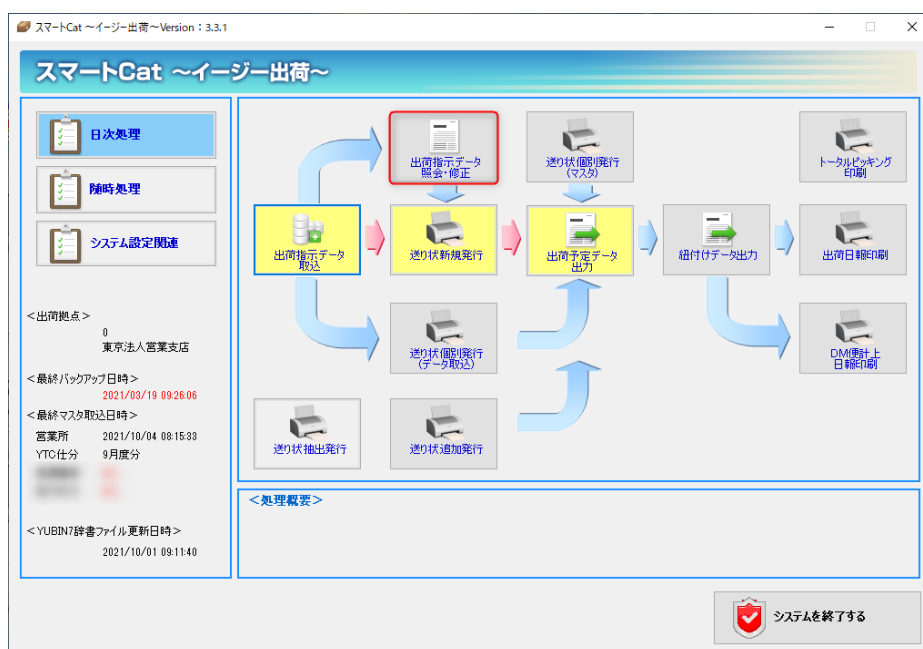 スマートCat ～イージー出荷～Version：3.3.1
スマートCat ～イージー出荷～
日次処理
随時処理
システム設定関連
＜出荷拠点＞
0
東京法人営業支店
＜最終バックアップ日時＞
2021/03/19 09:26:06
＜最終マスタ取込日時＞
営業所 2021/10/04 08:15:33
YTC仕分 9月度分
＜YUBIN7辞書ファイル更新日時＞
2021/10/01 09:11:40
出荷指示データ
照会・修正
送り状個別発行
(マスタ)
トータルピッキング
印刷
出荷指示データ
取込
送り状新規発行
出荷予定データ
出力
紐付けデータ出力
出荷日報印刷
送り状個別発行
(データ取込)
DM便計上
日報印刷
送り状抽出発行
送り状追加発行
＜処理概要＞
システムを終了する